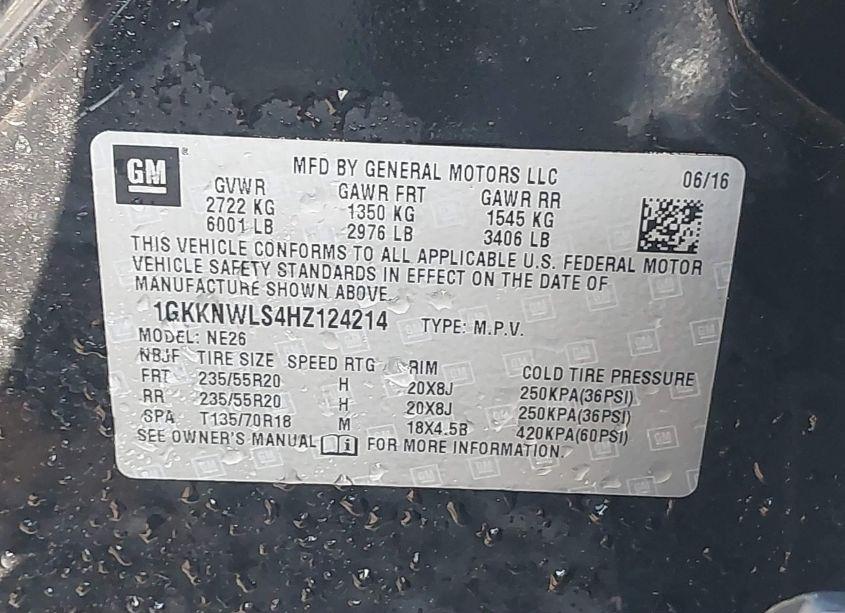 GM®
MFD BY GENERAL MOTORS LLC 06/16
GVWR GAWR FRT GAWR RR
2722 KG 1350 KG 1545 KG
6001 LB 2976 LB 3406 LB
THIS VEHICLE CONFORMS TO ALL APPLICABLE U.S. FEDERAL MOTOR
VEHICLE SAFETY STANDARDS IN EFFECT ON THE DATE OF
MANUFACTURE SHOWN ABOVE.
1GKKNWLS4HZ124214 TYPE: M.P.V.
MODEL: NE26
NBJF TIRE SIZE SPEED RTG RIM COLD TIRE PRESSURE
FRT 235/55R20 H 20X8J 250KPA(36PSI)
RR 235/55R20 H 20X8J 250KPA(36PSI)
SPA T135/70R18 M 18X4.5B 420KPA(60PSI)
SEE OWNER'S MANUAL FOR MORE INFORMATION.